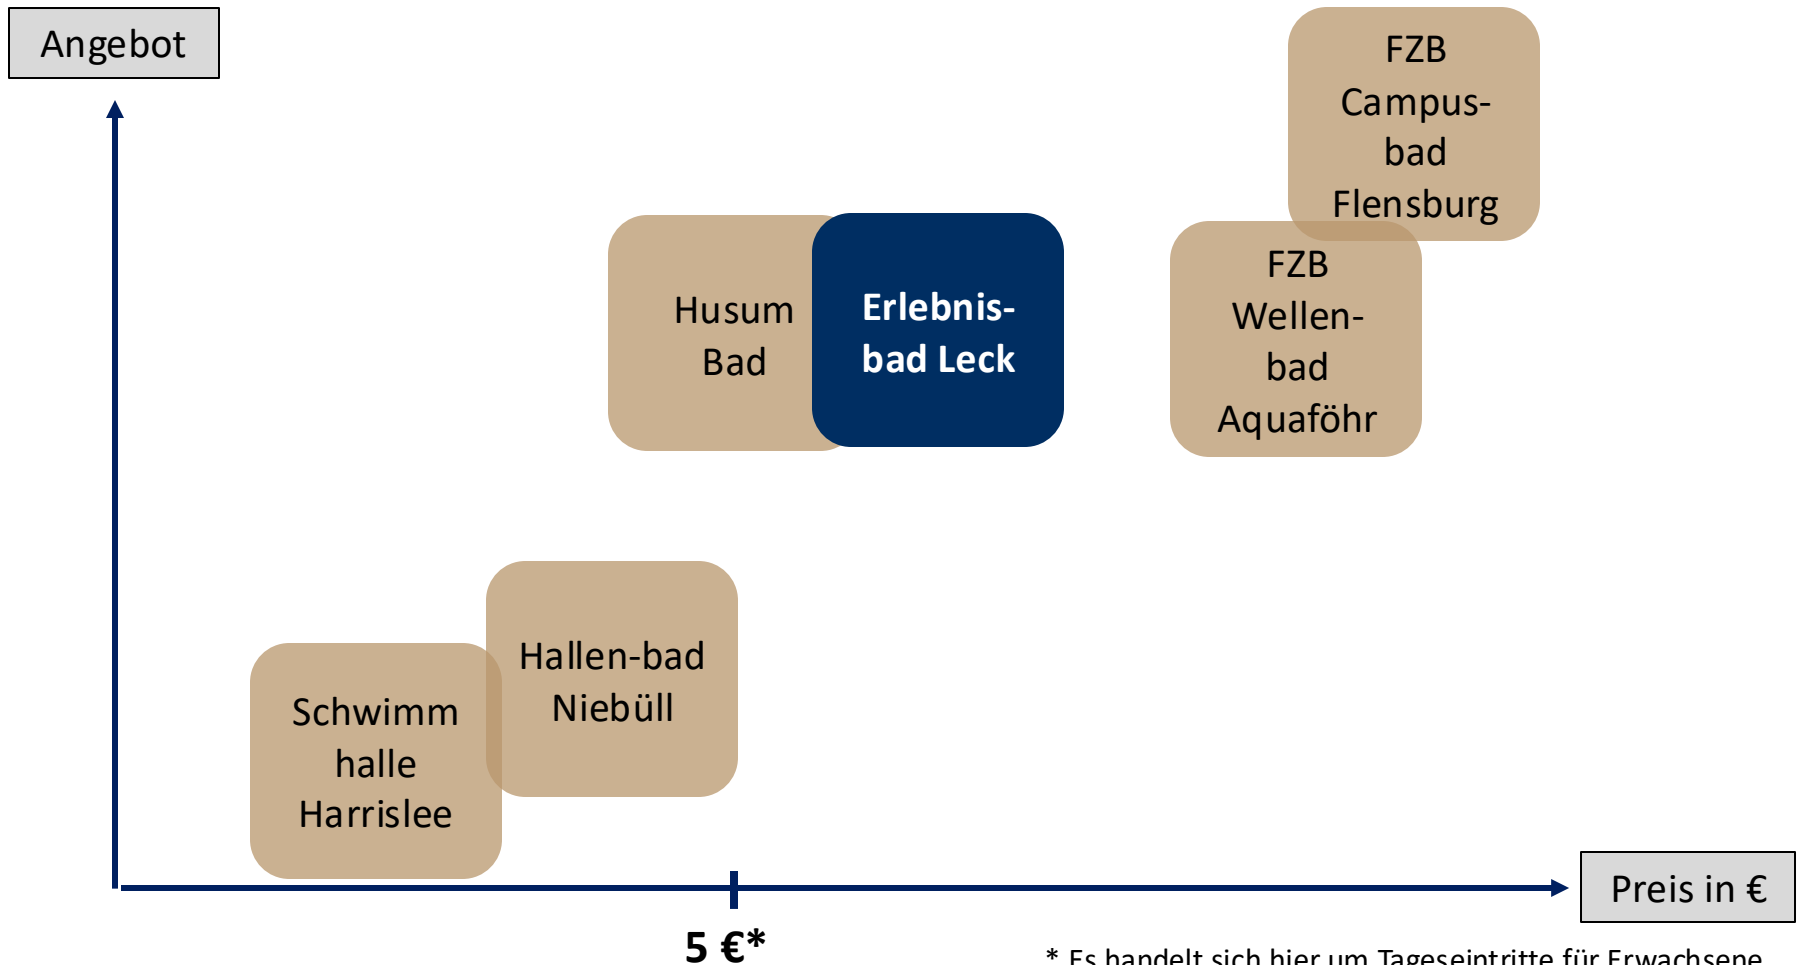 Angebot
FZB
Campus-
bad
Flensburg
Husum
Bad
Erlebnis-
bad Leck
FZB
Wellen-
bad
Aquaföhr
Hallen-bad
Niebüll
Schwimm
halle
Harrislee
Preis in €
5 €*
* Es handelt sich hier um Tageseintritte für Erwachsene